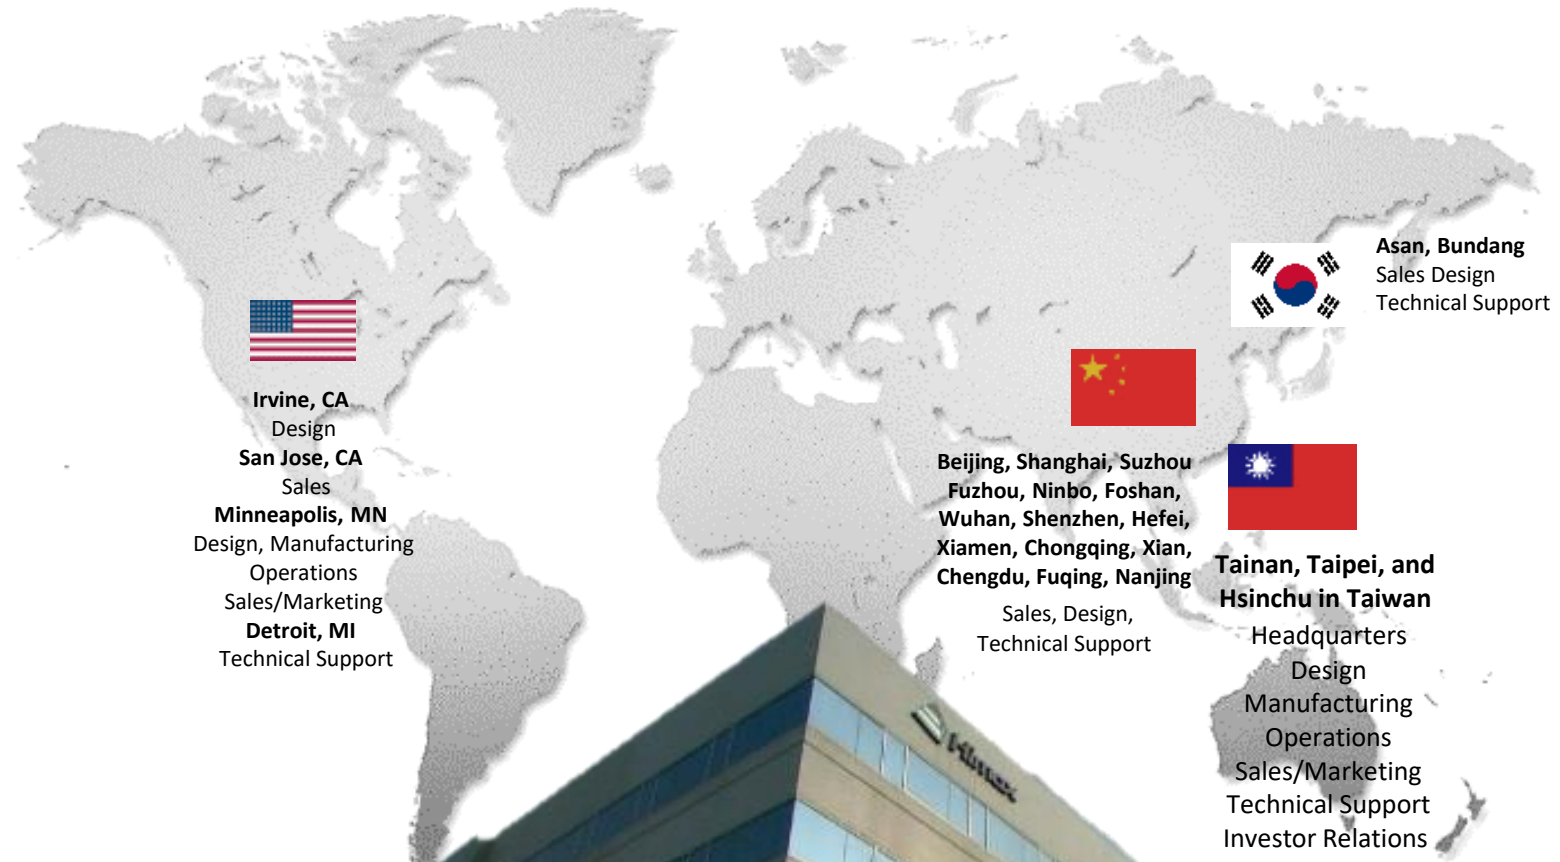 Asan, Bundang
Sales Design
Technical Support
Irvine, CA
Design
San Jose, CA
Sales
Minneapolis, MN
Design, Manufacturing
Operations
Sales/Marketing
Detroit, MI
Technical Support
Beijing, Shanghai, Suzhou
Fuzhou, Ninbo, Foshan,
Wuhan, Shenzhen, Hefei,
Xiamen, Chongqing, Xian,
Chengdu, Fuqing, Nanjing
Sales, Design,
Technical Support
Tainan, Taipei, and
Hsinchu in Taiwan
Headquarters
Design
Manufacturing
Operations
Sales/Marketing
Technical Support
Investor Relations
Himax